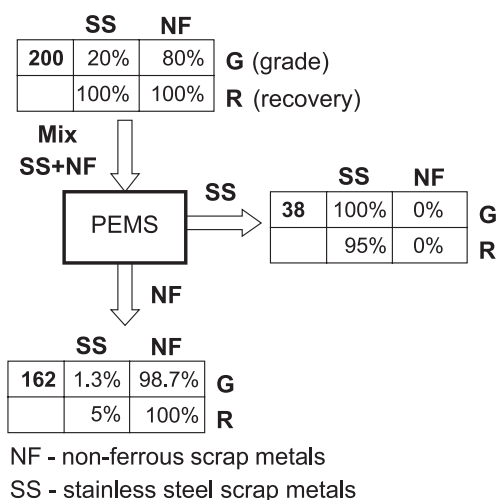 SS NF
200 20% 80% G (grade)
100% 100% R (recovery)
Mix
SS+NF
SS
PEMS
SS NF
38 100% 0% G
95% 0% R
NF
SS NF
162 1.3% 98.7% G
5% 100% R
NF - non-ferrous scrap metals
SS - stainless steel scrap metals